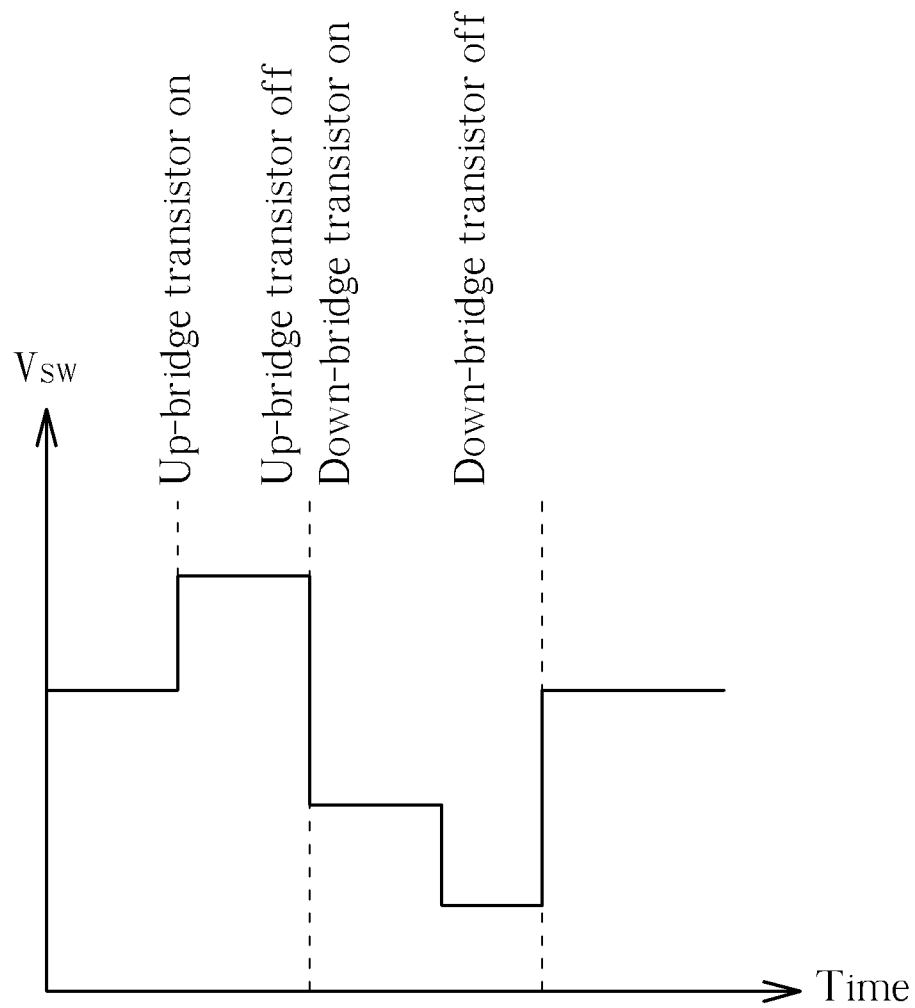 Up-bridge transistor on
Up-bridge transistor off
Down-bridge transistor on
Down-bridge transistor off
VSW
Time